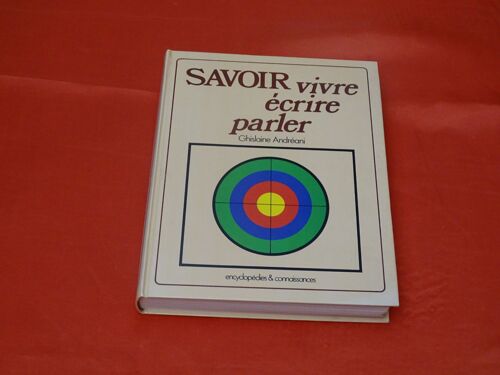 SAVOIR vivre
écrire
parler
Ghislaine Andréani
encyclopédies & connaissances